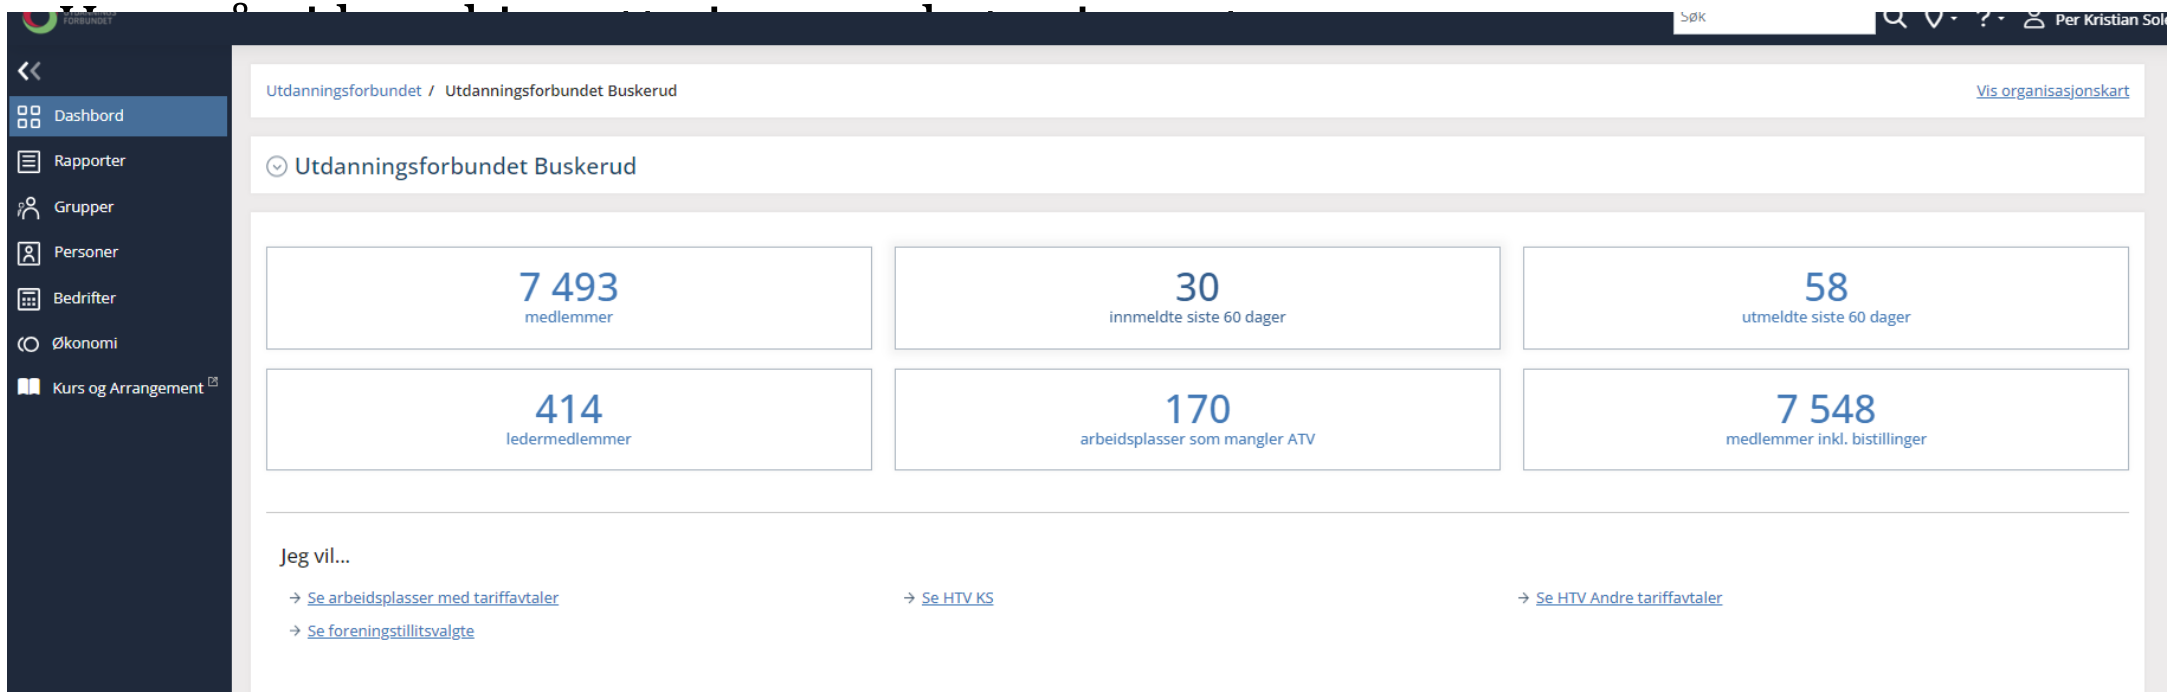 UTDANNINGS
FORBUNDET
Søk
? Per Kristian
Utdanningsforbundet / Utdanningsforbundet Buskerud
Vis organisasjonskart
Dashbord
Rapporter
Grupper
Personer
Bedrifter
Økonomi
Kurs og Arrangement
Utdanningsforbundet Buskerud
7 493
medlemmer
30
innmeldte siste 60 dager
58
utmeldte siste 60 dager
414
ledermedlemmer
170
arbeidsplasser som mangler ATV
7 548
medlemmer inkl. bistillinger
Jeg vil...
→ Se arbeidsplasser med tariffavtaler
→ Se HTV KS
→ Se HTV Andre tariffavtaler
→ Se foreningstillitsvalgte